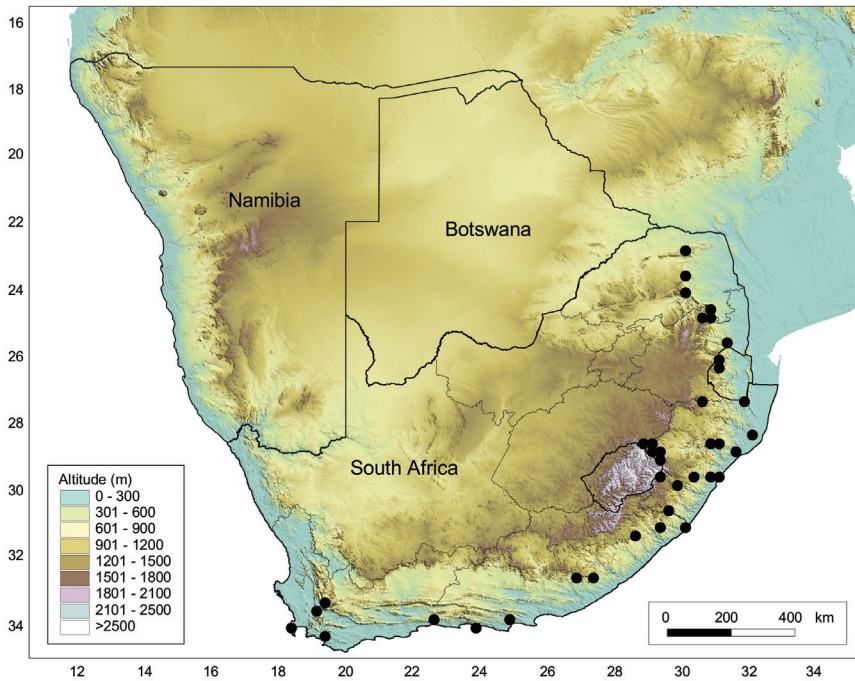 16
18
20
22
24
26
28
30
32
34
Namibia
Botswana
South Africa
Altitude (m)
0 - 300
301 - 600
601 - 900
901 - 1200
1201 - 1500
1501 - 1800
1801 - 2100
2101 - 2500
>2500
0 200 400 km
12 14 16 18 20 22 24 26 28 30 32 34